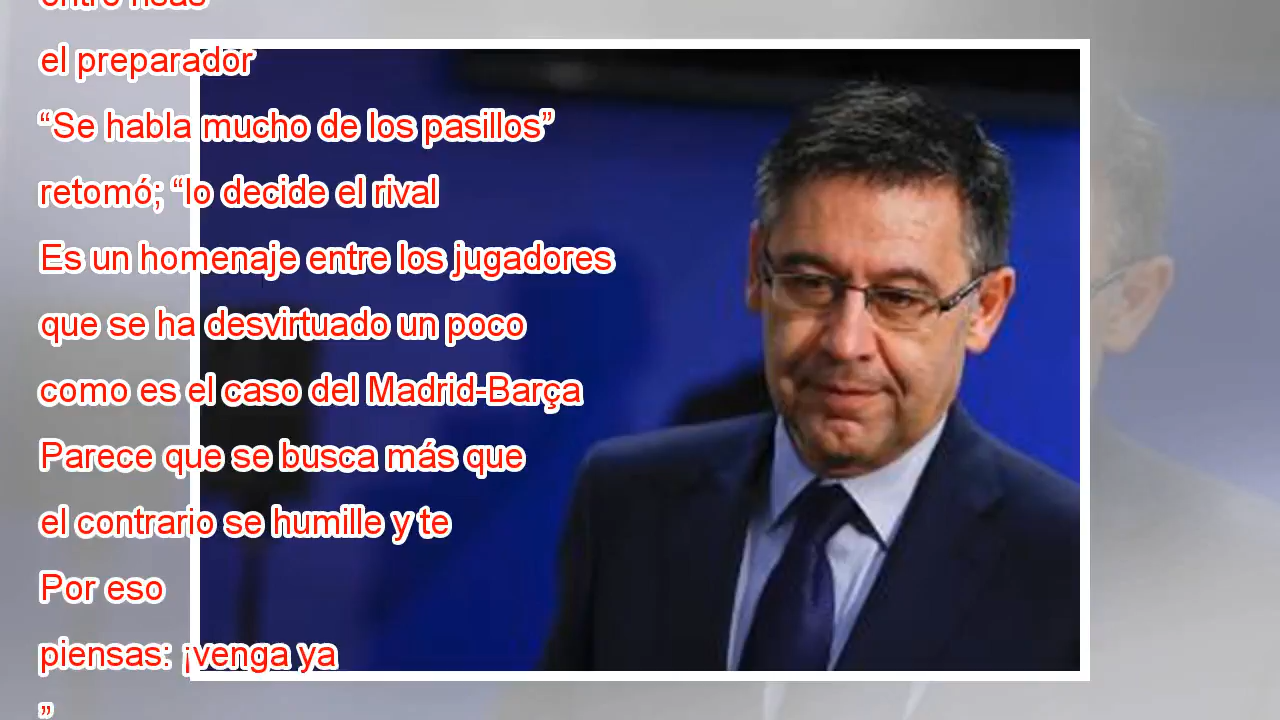 entre risas
el preparador
“Se habla mucho de los pasillos”
retomó; “lo decide el rival
Es un homenaje entre los jugadores
que se ha desvirtuado un poco
como es el caso del Madrid-Barça
Parece que se busca más que
el contrario se humille y te
Por eso
piensas: ¡venga ya
”